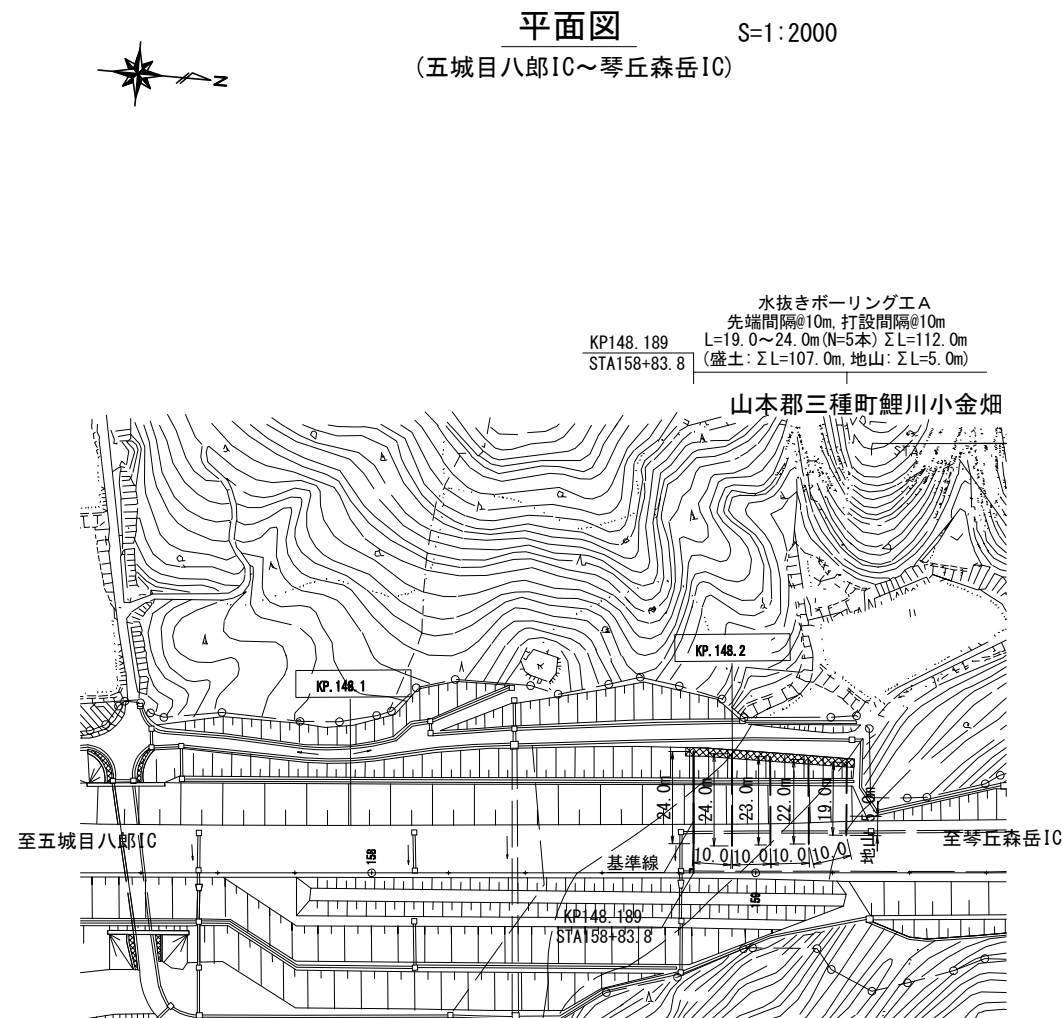 平面図
S=1:2000
(五城目八郎IC～琴丘森岳IC)
N
水抜きボーリング工A
先端間隔@10m, 打設間隔@10m
L=19.0～24.0m(N=5本) ΣL=112.0m
(盛土: ΣL=107.0m, 地山: ΣL=5.0m)
KP148.189
STA158+83.8
山本郡三種町鯉川小金畑
STA
KP.148.2
KP.148.1
24.0m
24.0m
23.0m
22.0m
19.0m
地山 5.0m
至五城目八郎IC
至琴丘森岳IC
158
基準線
10.0
10.0
10.0
10.0
159
KP148.189
STA158+83.8